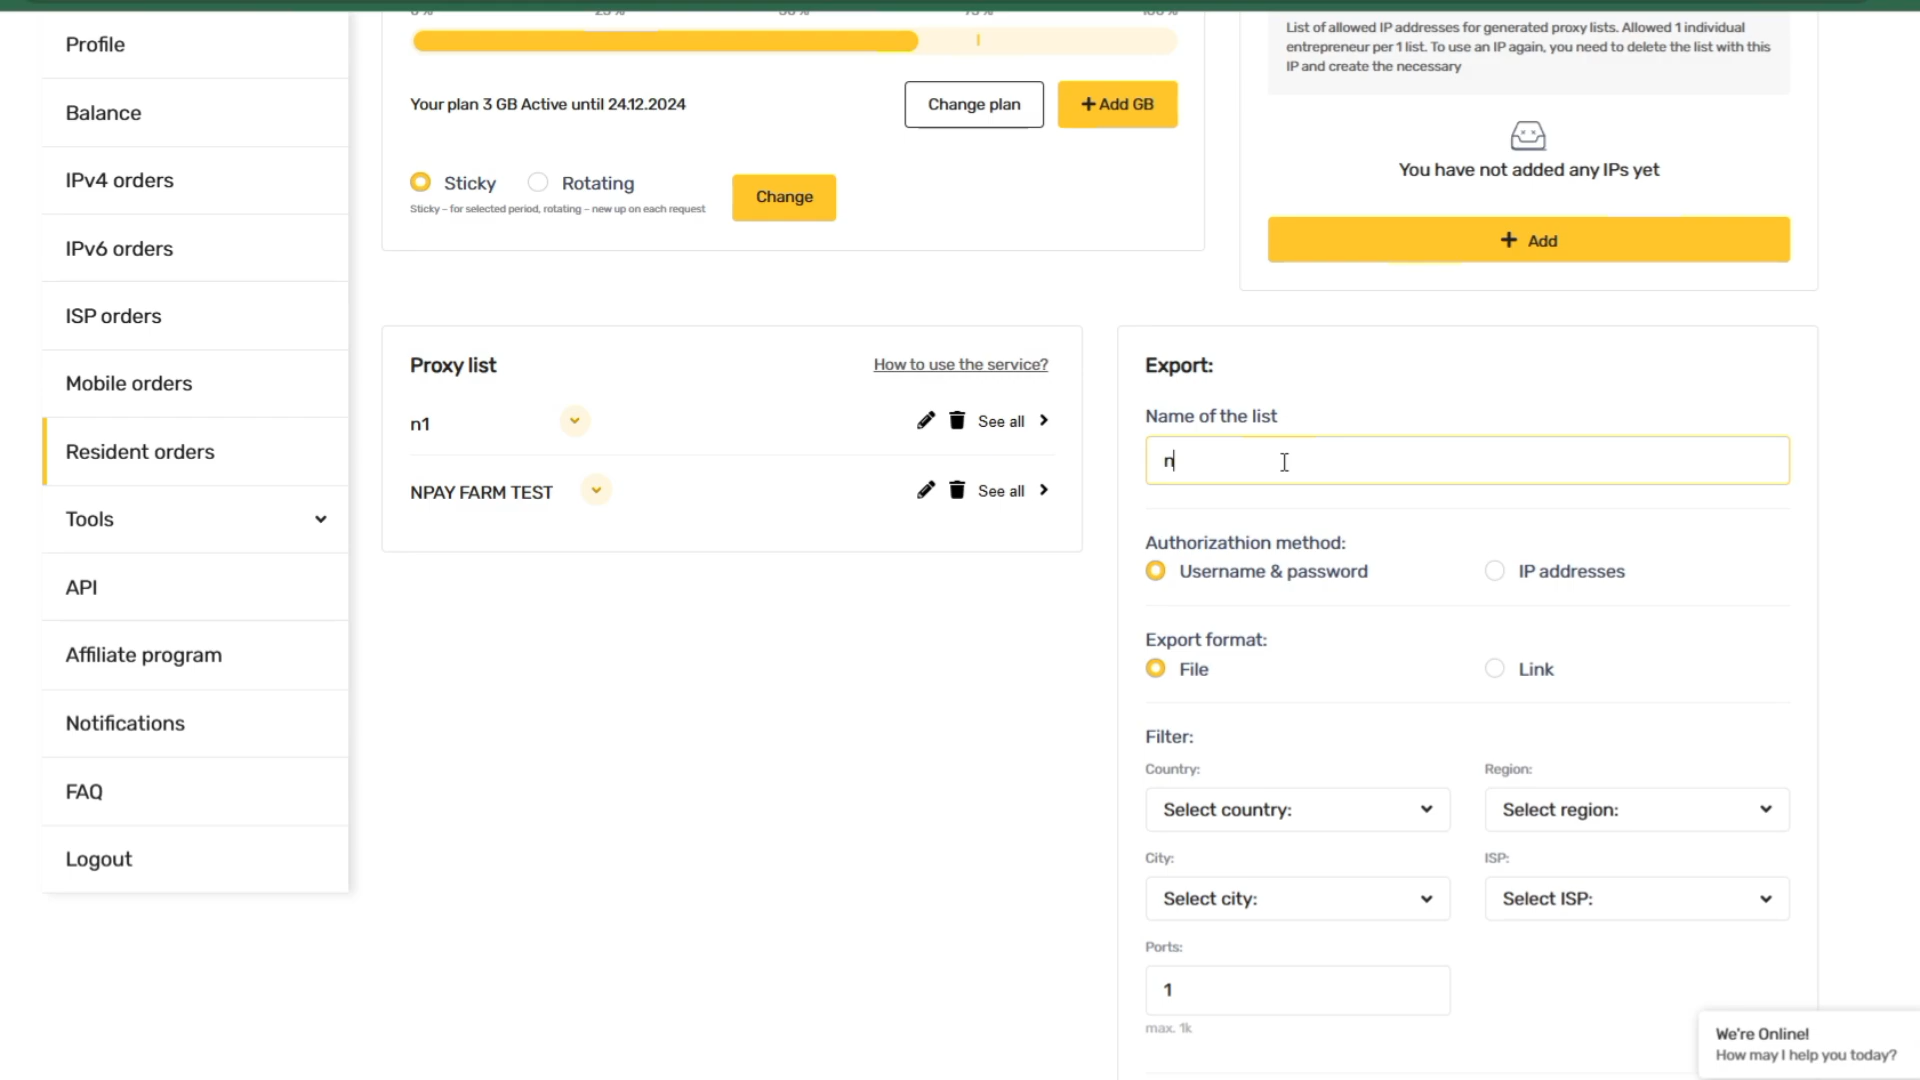 Profile
Balance
IPv4 orders
IPv6 orders
ISP orders
Mobile orders
Resident orders
Tools
API
Affiliate program
Notifications
FAQ
Logout
Your plan 3 GB Active until 24.12.2024
Change plan
+ Add GB
Sticky
Rotating
Sticky – for selected period, rotating – new up on each request
Change
List of allowed IP addresses for generated proxy lists. Allowed 1 individual
entrepreneur per 1 list. To use an IP again, you need to delete the list with this
IP and create the necessary
You have not added any IPs yet
+ Add
Proxy list
How to use the service?
n1
See all
NPAY FARM TEST
See all
Export:
Name of the list
n
Authorizathion method:
Username & password
IP addresses
Export format:
File
Link
Filter:
Country:
Region:
Select country:
Select region:
City:
ISP:
Select city:
Select ISP:
Ports:
1
max. 1k
We're Online!
How may I help you today?